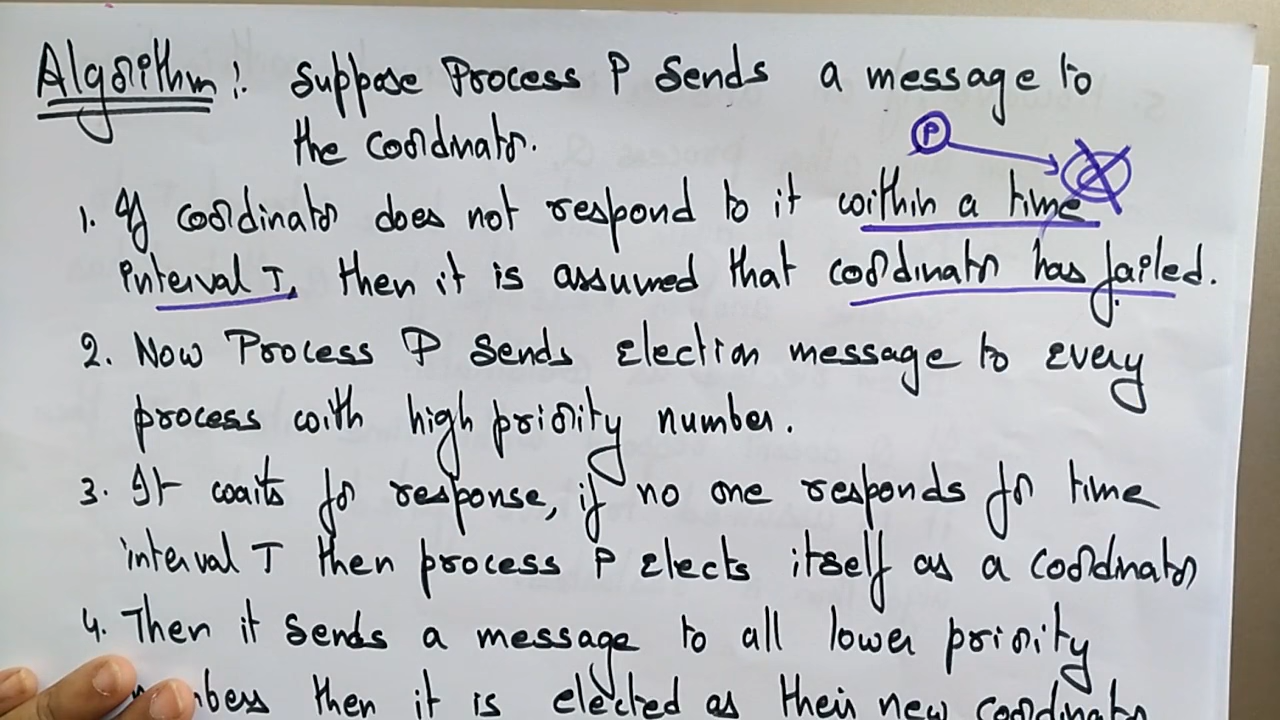 Algorithm:. Suppose Process P Sends a message to
the coordinator.
P
C
1. If coordinator does not respond to it within a time
interval T, then it is assumed that coordinator has failed.
2. Now Process P Sends Election message to Every
process with high priority number.
3. It waits for response, if no one responds for time
interval T then process P Elects itself as a coordinator
4. Then it Sends a message to all lower priority
then it is elected as their new coordinator